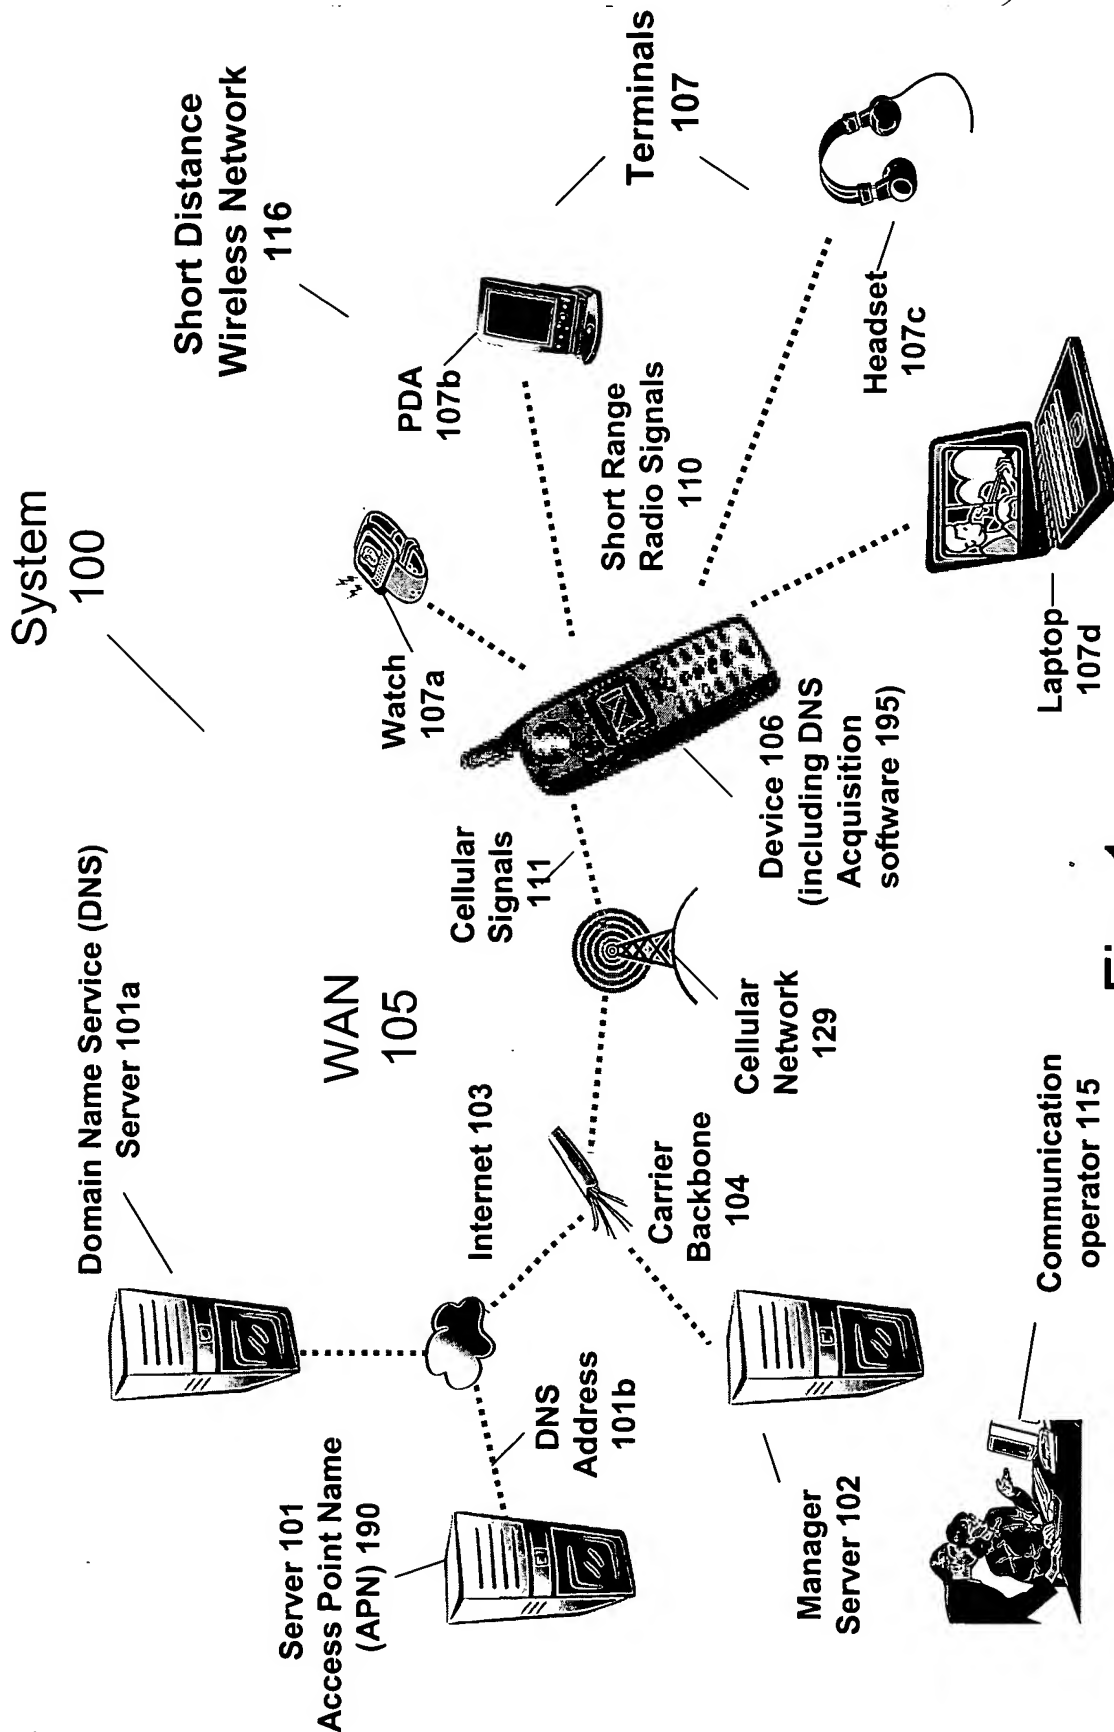 System
100
Domain Name Service (DNS)
Server 101a
Short Distance
Wireless Network
116
WAN
105
Server 101
Access Point Name
(APN) 190
Internet 103
Cellular
Signals
111
Watch
107a
PDA
107b
Terminals
107
DNS
Address
101b
Short Range
Radio Signals
110
Carrier
Backbone
104
Cellular
Network
129
Device 106
(including DNS
Acquisition
software 195)
Headset
107c
Manager
Server 102
Laptop
107d
Communication
operator 115